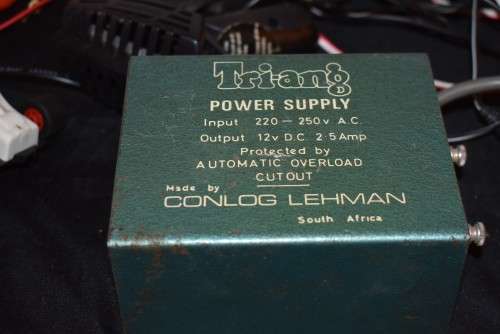 Tri-ang
POWER SUPPLY
Input 220 — 250v A.C.
Output 12v D.C 2·5Amp
Protected by
AUTOMATIC OVERLOAD
CUTOUT
Made by
CONLOG LEHMAN
South Africa